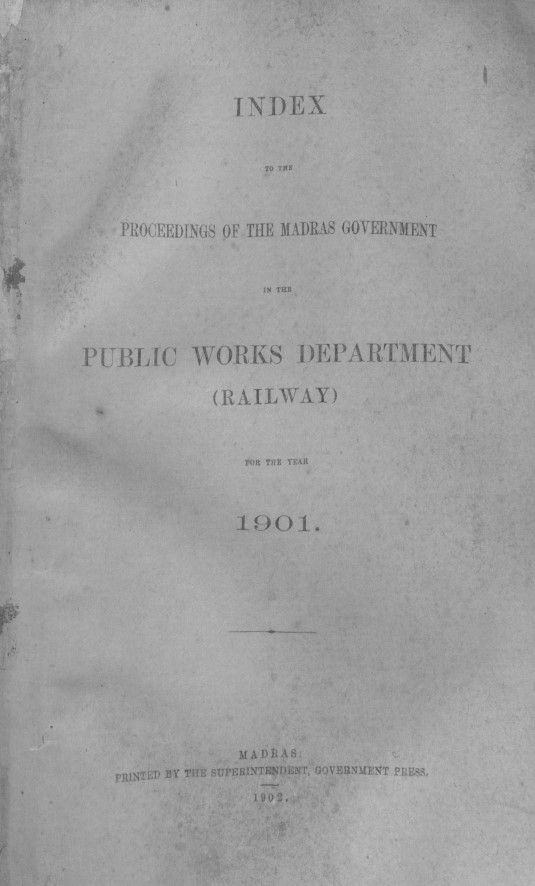 INDEX
TO THE
PROCEEDINGS OF THE MADRAS GOVERNMENT
IN THE
PUBLIC WORKS DEPARTMENT
(RAILWAY)
FOR THE YEAR
1901.
MADRAS:
PRINTED BY THE SUPERINTENDENT, GOVERNMENT PRESS.
1902.